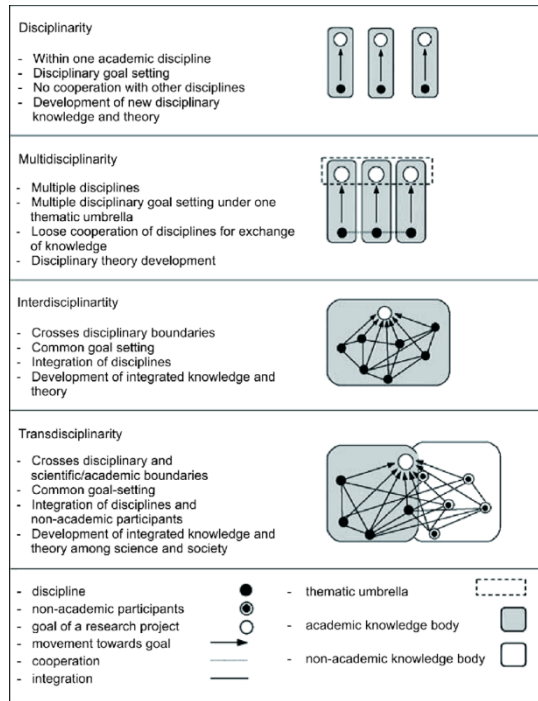 Disciplinarity
- Within one academic discipline
- Disciplinary goal setting
- No cooperation with other disciplines
- Development of new disciplinary
knowledge and theory
Multidisciplinarity
- Multiple disciplines
- Multiple disciplinary goal setting under one
thematic umbrella
- Loose cooperation of disciplines for exchange
of knowledge
- Disciplinary theory development
Interdisciplinartity
- Crosses disciplinary boundaries
- Common goal setting
- Integration of disciplines
- Development of integrated knowledge and
theory
Transdisciplinarity
- Crosses disciplinary and
scientific/academic boundaries
- Common goal-setting
- Integration of disciplines and
non-academic participants
- Development of integrated knowledge and
theory among science and society
- discipline
- non-academic participants
- goal of a research project
- movement towards goal
- cooperation
- integration
- thematic umbrella
- academic knowledge body
- non-academic knowledge body